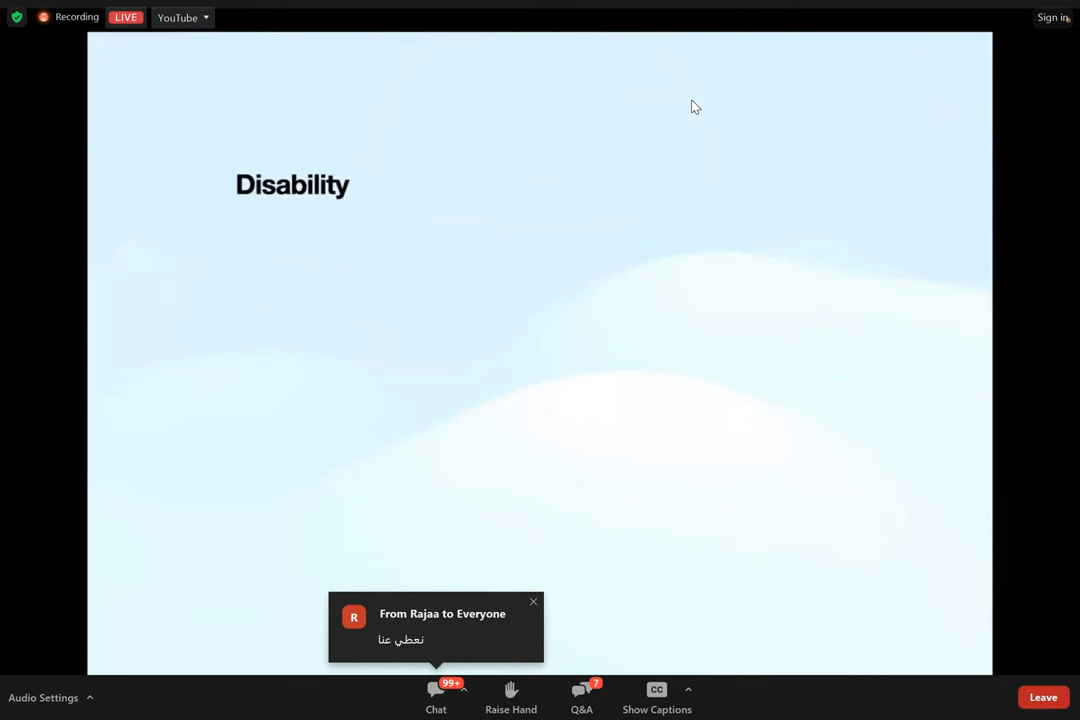 Recording
LIVE
YouTube
Sign in
Disability
From Rajaa to Everyone
R
نعطي عنا
Audio Settings
99+
Chat
Raise Hand
7
Q&A
CC
Show Captions
Leave